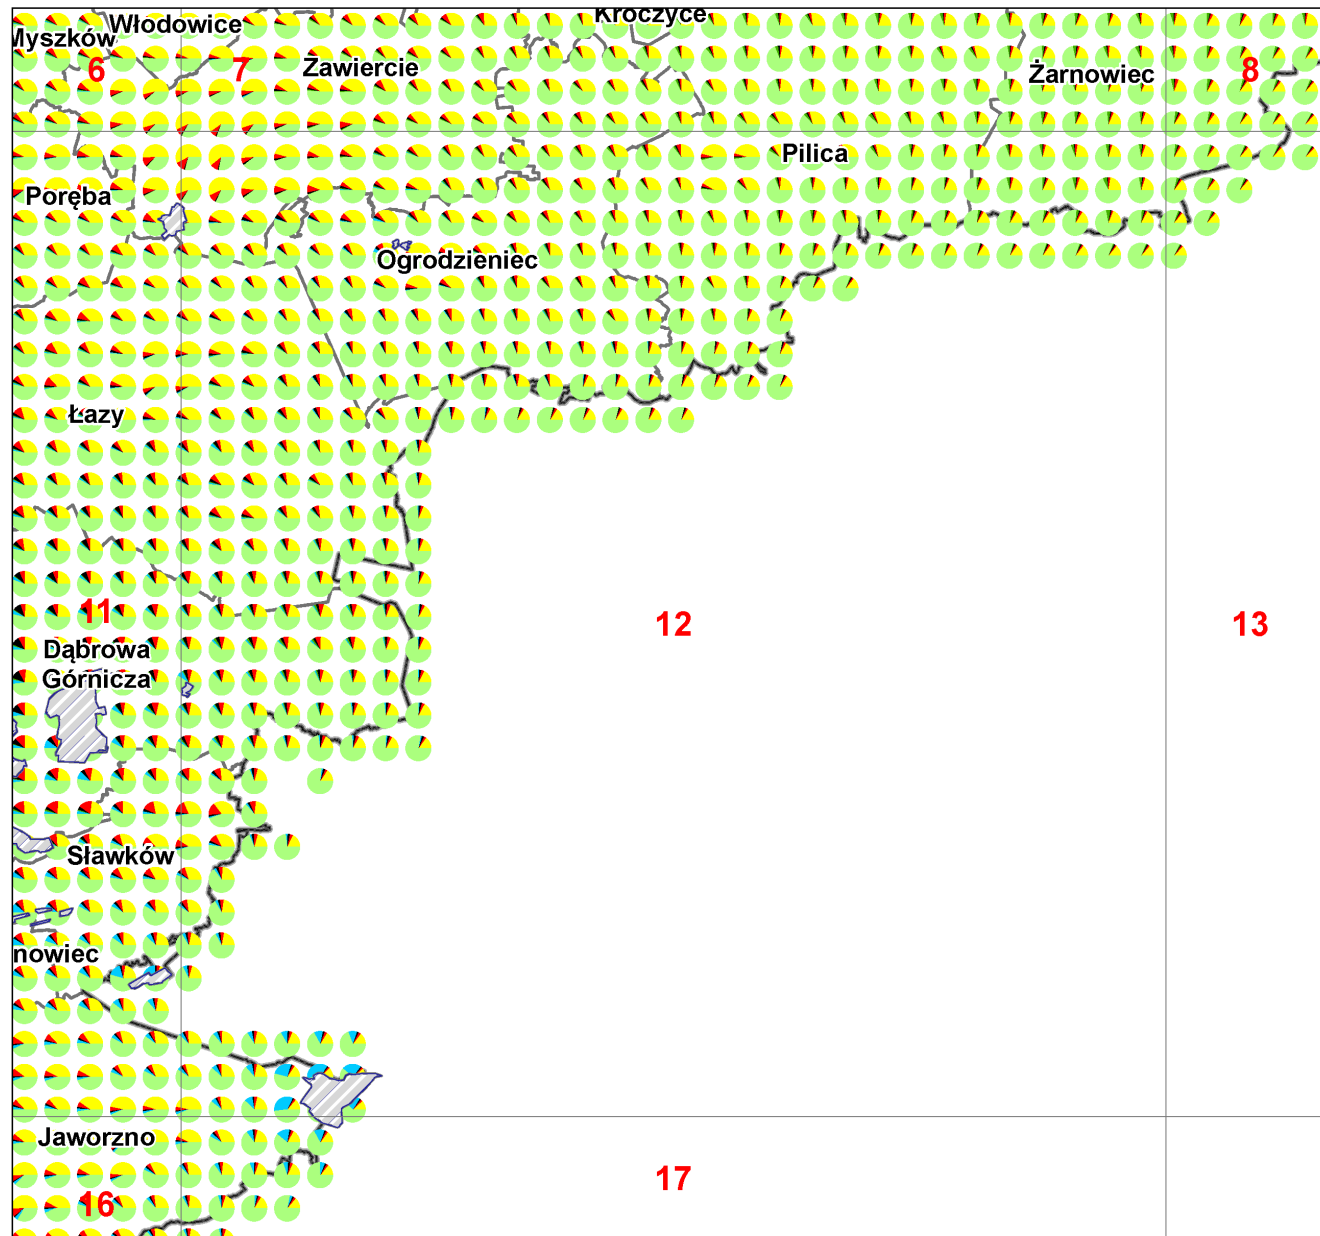 Kroczyce
Włodowice
Myszków
6
7
Zawiercie
Żarnowiec
8
Pilica
Poręba
Ogrodzieniec
Łazy
11
12
13
Dąbrowa
Górnicza
Sławków
nowiec
Jaworzno
16
17